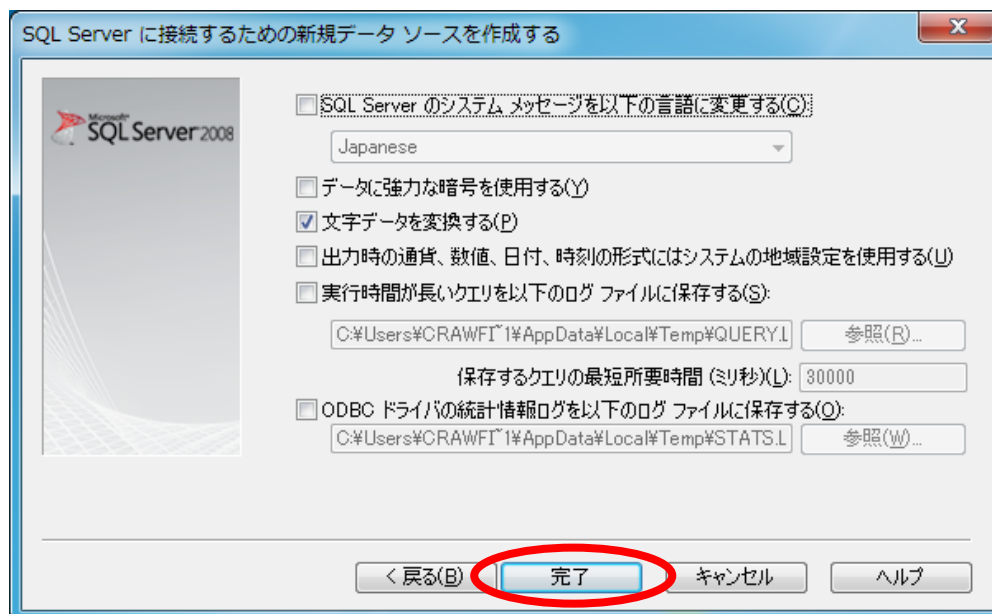 SQL Server に接続するための新規データ ソースを作成する
Microsoft
SQL Server 2008
SQL Server のシステム メッセージを以下の言語に変更する(C):
Japanese
データに強力な暗号を使用する(Y)
文字データを変換する(P)
出力時の通貨、数値、日付、時刻の形式にはシステムの地域設定を使用する(U)
実行時間が長いクエリを以下のログ ファイルに保存する(S):
C:¥Users¥CRAWFI~1¥AppData¥Local¥Temp¥QUERY.L
参照(R)...
保存するクエリの最短所要時間 (ミリ秒)(L): 30000
ODBC ドライバの統計情報ログを以下のログ ファイルに保存する(O):
C:¥Users¥CRAWFI~1¥AppData¥Local¥Temp¥STATS.L
参照(W)...
< 戻る(B) 完了 キャンセル ヘルプ